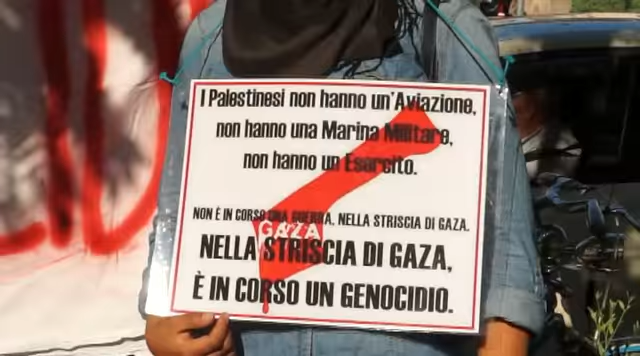 I Palestinesi non hanno un'Aviazione,
non hanno una Marina Militare,
non hanno un Esercito.
NON È IN CORSO UNA GUERRA. NELLA STRISCIA DI GAZA.
GAZA
NELLA STRISCIA DI GAZA,
È IN CORSO UN GENOCIDIO.